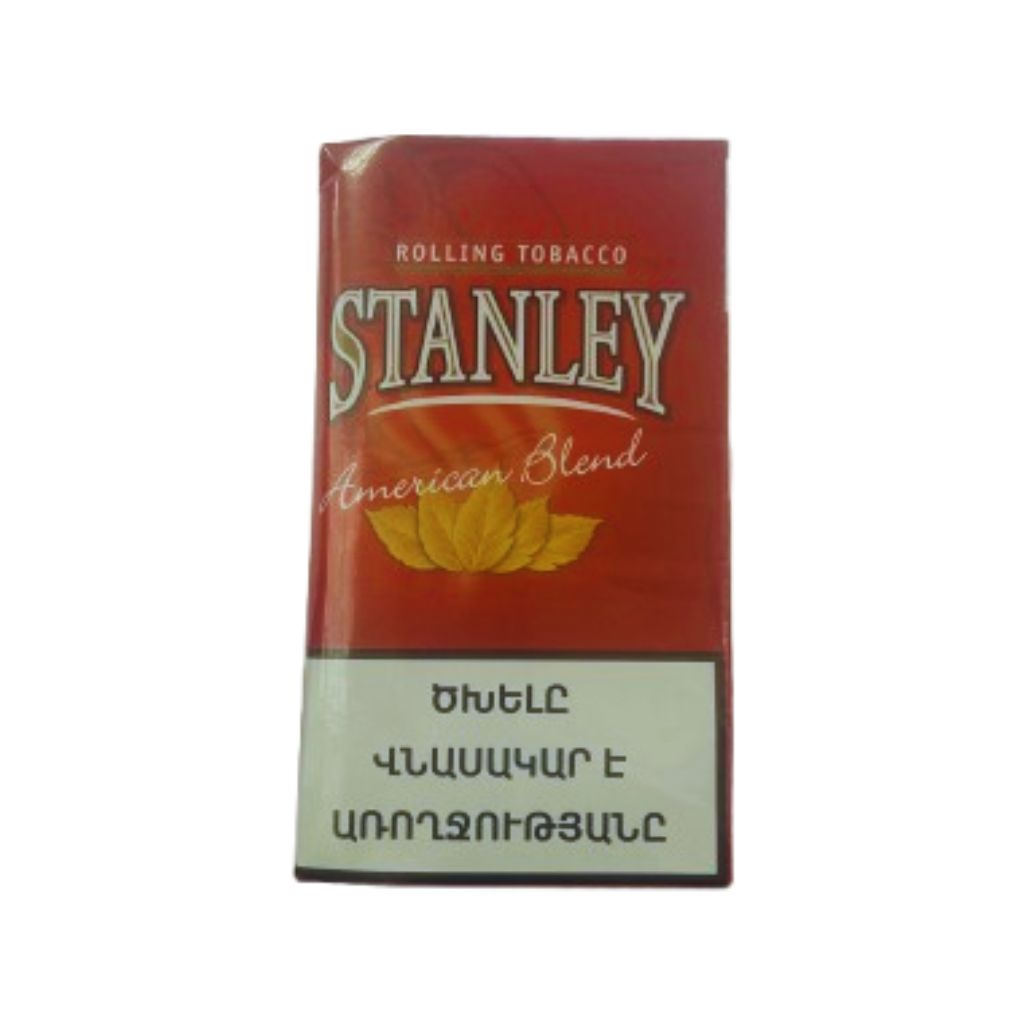 ROLLING TOBACCO
STANLEY
American Blend
ԾԽԵԼԸ
ՎՆԱՍԱԿԱՐ Է
ԱՌՈՂՋՈՒԹՅԱՆԸ